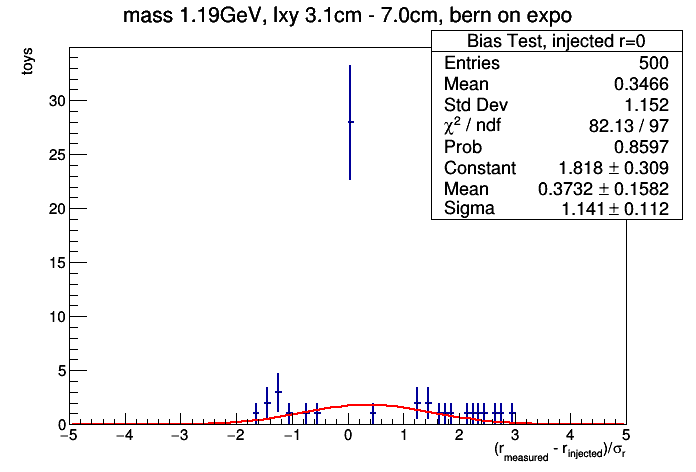 mass 1.19GeV, lxy 3.1cm - 7.0cm, bern on expo
toys
Bias Test, injected r=0
Entries 500
Mean 0.3466
Std Dev 1.152
χ² / ndf 82.13 / 97
Prob 0.8597
Constant 1.818 ± 0.309
Mean 0.3732 ± 0.1582
Sigma 1.141 ± 0.112
30
25
20
15
10
5
0
−5 −4 −3 −2 −1 0 1 2 3 4 5
(r_measured - r_injected)/σ_r